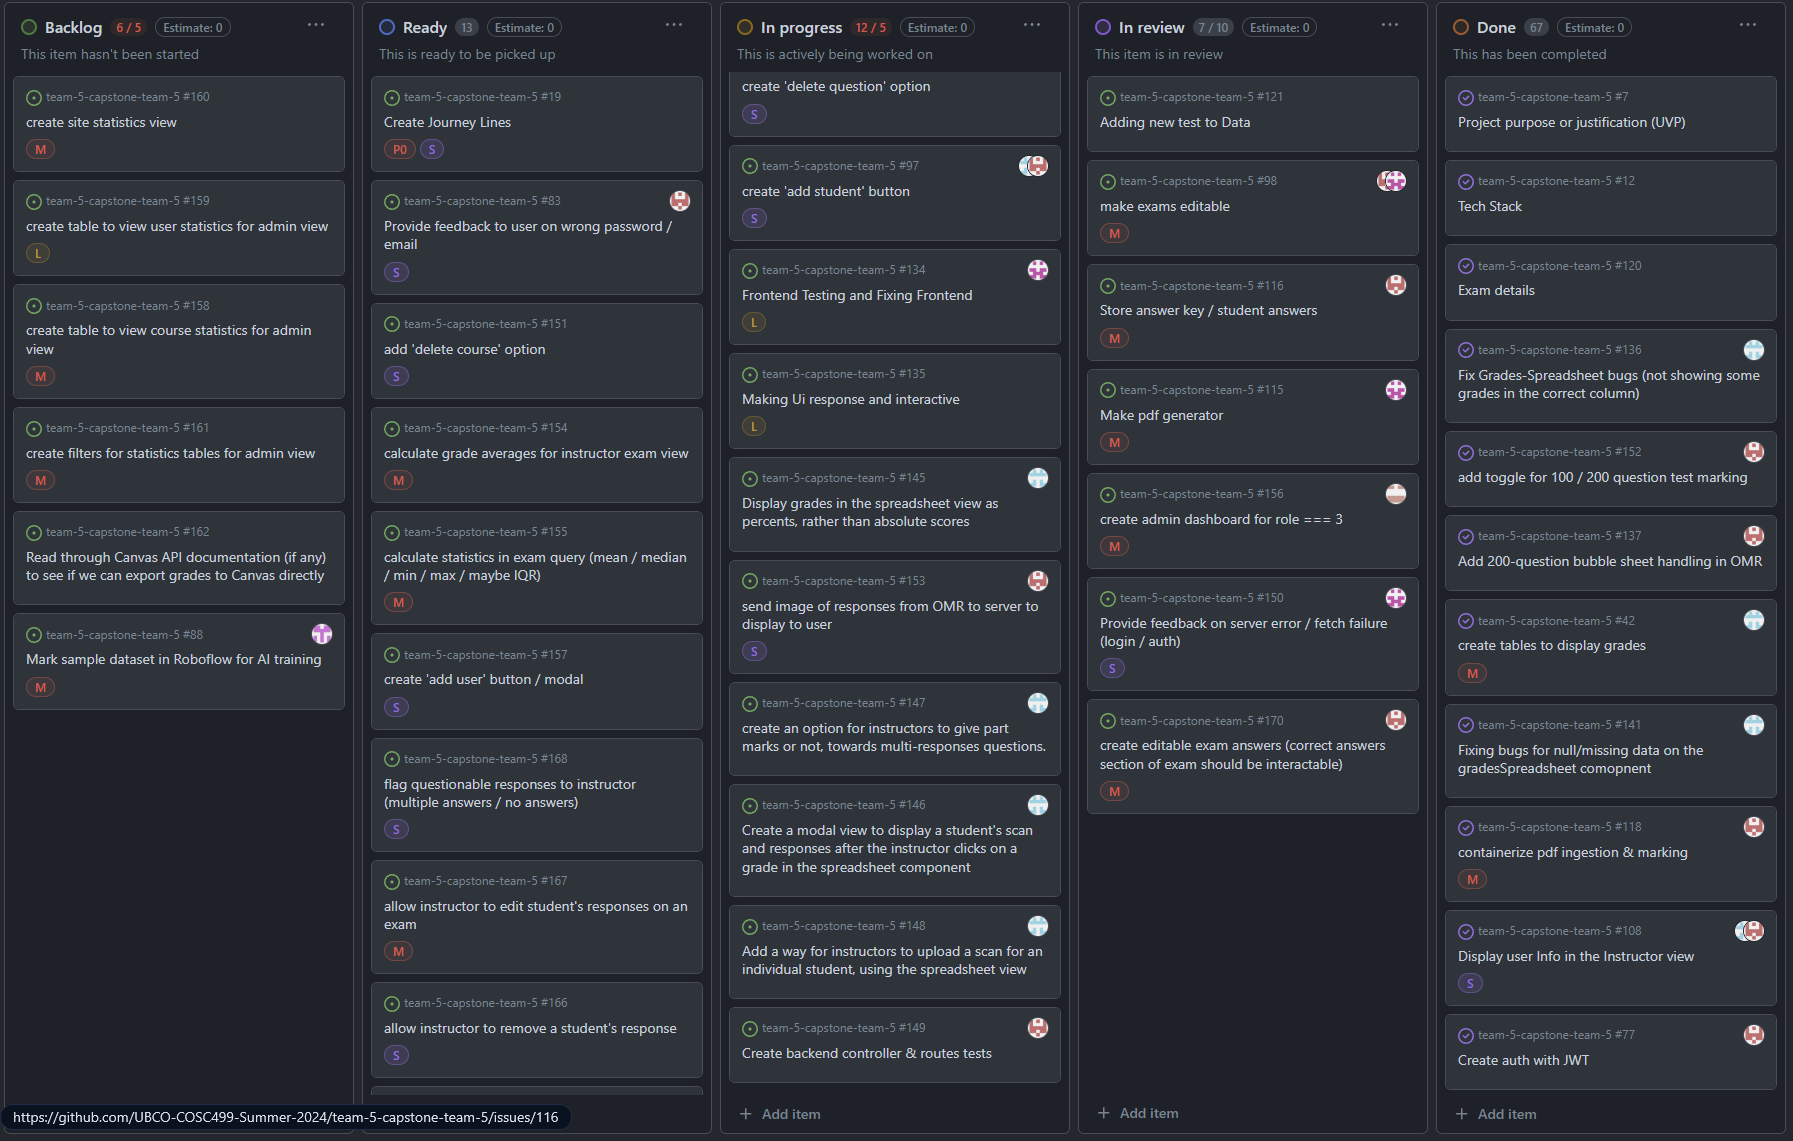 Backlog 6 / 5 Estimate: 0 ...
This item hasn't been started
team-5-capstone-team-5 #160
create site statistics view
M
team-5-capstone-team-5 #159
create table to view user statistics for admin view
L
team-5-capstone-team-5 #158
create table to view course statistics for admin
view
M
team-5-capstone-team-5 #161
create filters for statistics tables for admin view
M
team-5-capstone-team-5 #162
Read through Canvas API documentation (if any)
to see if we can export grades to Canvas directly
team-5-capstone-team-5 #88
Mark sample dataset in Roboflow for AI training
M
Ready 13 Estimate: 0 ...
This is ready to be picked up
team-5-capstone-team-5 #19
Create Journey Lines
P0 S
team-5-capstone-team-5 #83
Provide feedback to user on wrong password /
email
S
team-5-capstone-team-5 #151
add 'delete course' option
S
team-5-capstone-team-5 #154
calculate grade averages for instructor exam view
M
team-5-capstone-team-5 #155
calculate statistics in exam query (mean / median
/ min / max / maybe IQR)
M
team-5-capstone-team-5 #157
create 'add user' button / modal
S
team-5-capstone-team-5 #168
flag questionable responses to instructor
(multiple answers / no answers)
S
team-5-capstone-team-5 #167
allow instructor to edit student's responses on an
exam
M
team-5-capstone-team-5 #166
allow instructor to remove a student's response
S
In progress 12 / 5 Estimate: 0 ...
This is actively being worked on
create 'delete question' option
S
team-5-capstone-team-5 #97
create 'add student' button
S
team-5-capstone-team-5 #134
Frontend Testing and Fixing Frontend
L
team-5-capstone-team-5 #135
Making Ui response and interactive
L
team-5-capstone-team-5 #145
Display grades in the spreadsheet view as
percents, rather than absolute scores
team-5-capstone-team-5 #153
send image of responses from OMR to server to
display to user
S
team-5-capstone-team-5 #147
create an option for instructors to give part
marks or not, towards multi-responses questions.
team-5-capstone-team-5 #146
Create a modal view to display a student's scan
and responses after the instructor clicks on a
grade in the spreadsheet component
team-5-capstone-team-5 #148
Add a way for instructors to upload a scan for an
individual student, using the spreadsheet view
team-5-capstone-team-5 #149
Create backend controller & routes tests
+ Add item
In review 7 / 10 Estimate: 0 ...
This item is in review
team-5-capstone-team-5 #121
Adding new test to Data
team-5-capstone-team-5 #98
make exams editable
M
team-5-capstone-team-5 #116
Store answer key / student answers
M
team-5-capstone-team-5 #115
Make pdf generator
M
team-5-capstone-team-5 #156
create admin dashboard for role === 3
M
team-5-capstone-team-5 #150
Provide feedback on server error / fetch failure
(login / auth)
S
team-5-capstone-team-5 #170
create editable exam answers (correct answers
section of exam should be interactable)
M
+ Add item
Done 67 Estimate: 0 ...
This has been completed
team-5-capstone-team-5 #7
Project purpose or justification (UVP)
team-5-capstone-team-5 #12
Tech Stack
team-5-capstone-team-5 #120
Exam details
team-5-capstone-team-5 #136
Fix Grades-Spreadsheet bugs (not showing some
grades in the correct column)
team-5-capstone-team-5 #152
add toggle for 100 / 200 question test marking
team-5-capstone-team-5 #137
Add 200-question bubble sheet handling in OMR
team-5-capstone-team-5 #42
create tables to display grades
M
team-5-capstone-team-5 #141
Fixing bugs for null/missing data on the
gradesSpreadsheet comopnent
team-5-capstone-team-5 #118
containerize pdf ingestion & marking
M
team-5-capstone-team-5 #108
Display user Info in the Instructor view
S
team-5-capstone-team-5 #77
Create auth with JWT
+ Add item
https://github.com/UBCO-COSC499-Summer-2024/team-5-capstone-team-5/issues/116